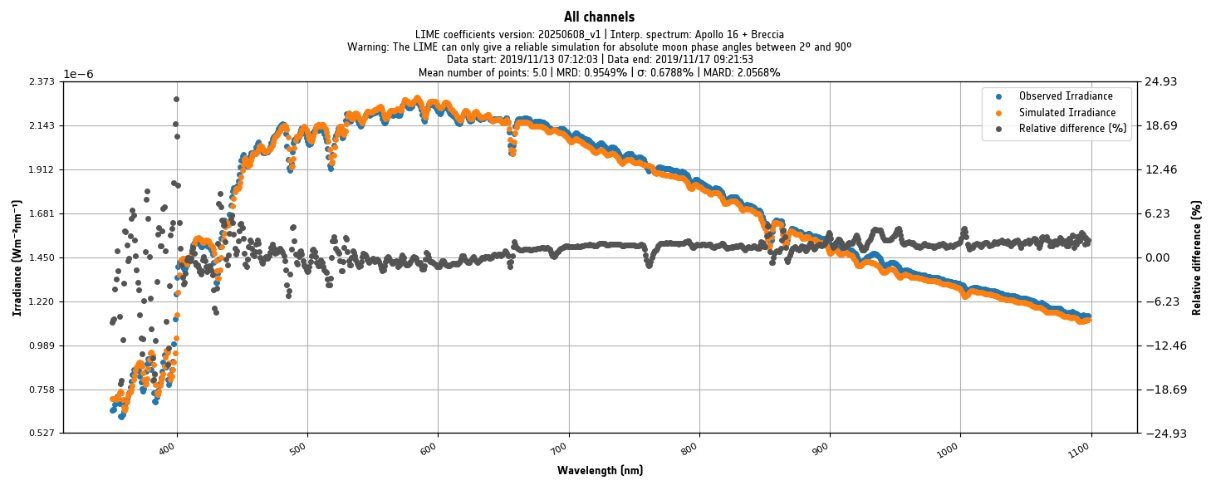 All channels
LIME coefficients version: 20250608_v1 | Interp. spectrum: Apollo 16 + Breccia
Warning: The LIME can only give a reliable simulation for absolute moon phase angles between 2º and 90º
Data start: 2019/11/13 07:12:03 | Data end: 2019/11/17 09:21:53
Mean number of points: 5.0 | MRD: 0.9549% | σ: 0.6788% | MARD: 2.0568%
1e−6
2.373
2.143
1.912
1.681
1.450
1.220
0.989
0.758
0.527
Irradiance (Wm⁻²nm⁻¹)
Observed Irradiance
Simulated Irradiance
Relative difference (%)
24.93
18.69
12.46
6.23
0.00
−6.23
−12.46
−18.69
−24.93
Relative difference (%)
400
500
600
700
800
900
1000
1100
Wavelength (nm)